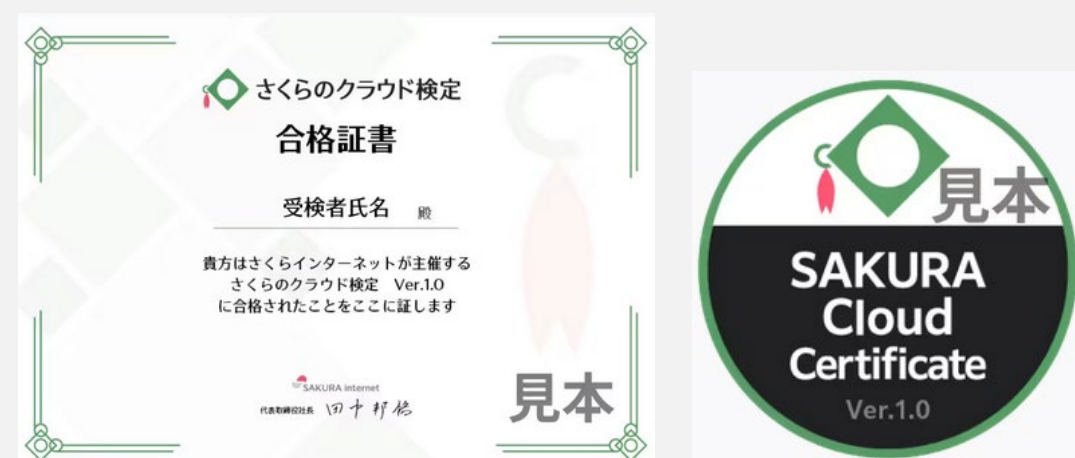 さくらのクラウド検定
合格証書
受検者氏名 殿
貴方はさくらインターネットが主催する
さくらのクラウド検定 Ver.1.0
に合格されたことをここに証します
SAKURA internet
代表取締役社長 田中邦裕
見本
見本
SAKURA
Cloud
Certificate
Ver.1.0